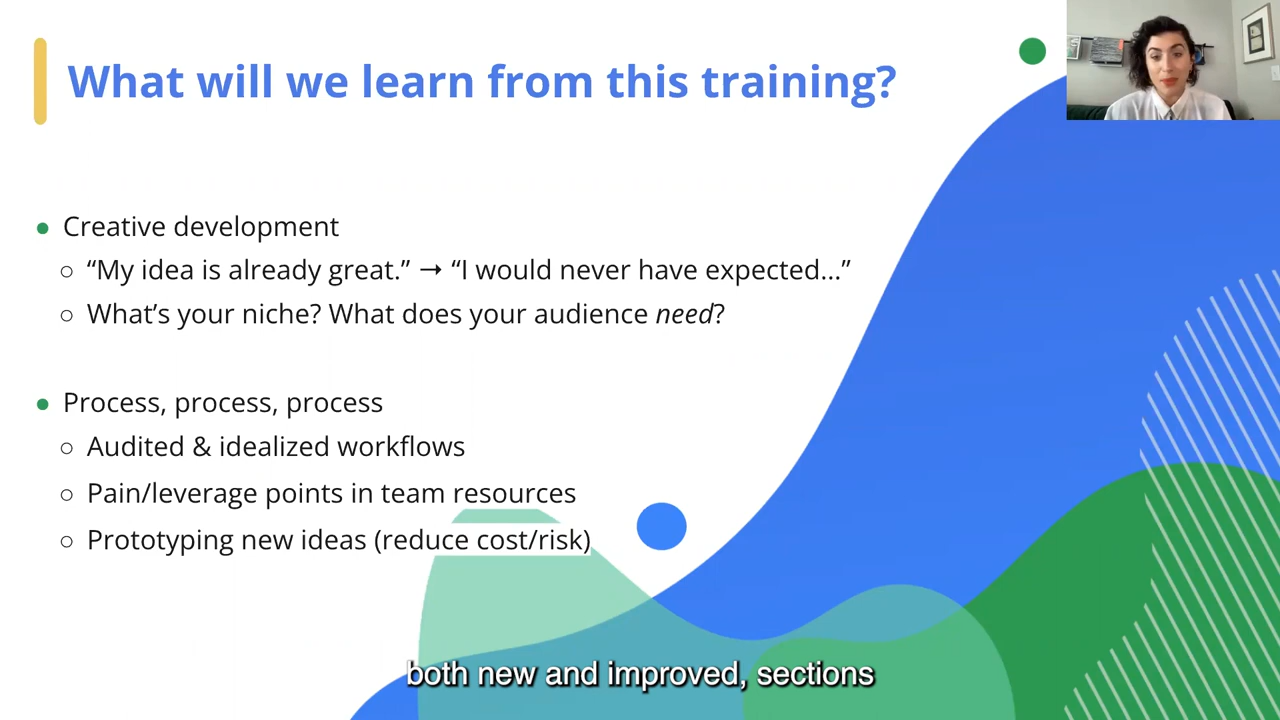 What will we learn from this training?
● Creative development
○ “My idea is already great.” → “I would never have expected…”
○ What’s your niche? What does your audience need?
● Process, process, process
○ Audited & idealized workflows
○ Pain/leverage points in team resources
○ Prototyping new ideas (reduce cost/risk)
both new and improved, sections